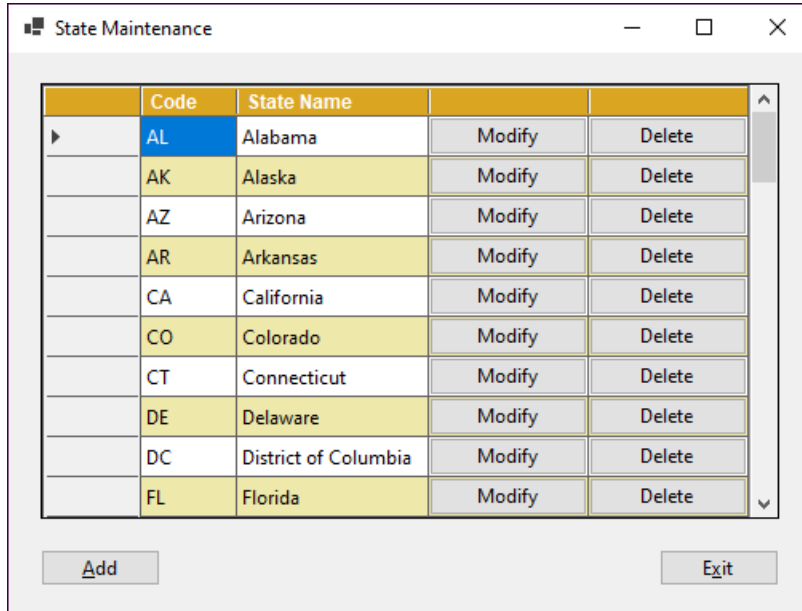 State Maintenance
Code State Name
AL Alabama Modify Delete
AK Alaska Modify Delete
AZ Arizona Modify Delete
AR Arkansas Modify Delete
CA California Modify Delete
CO Colorado Modify Delete
CT Connecticut Modify Delete
DE Delaware Modify Delete
DC District of Columbia Modify Delete
FL Florida Modify Delete
Add Exit